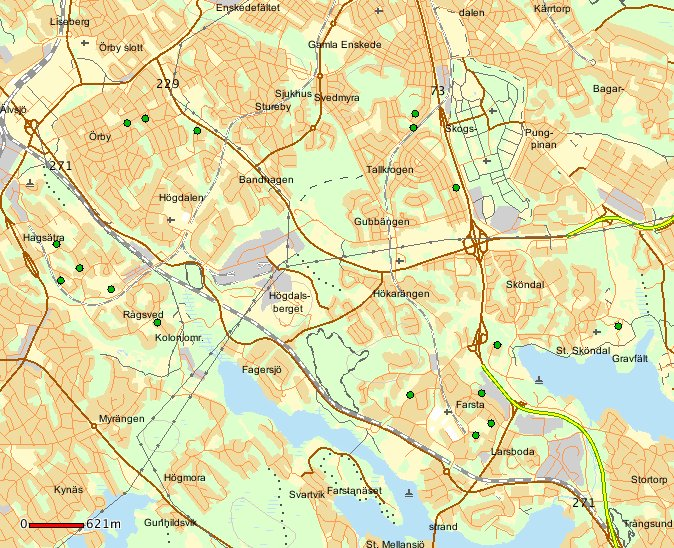 Enskedefältet
dalen
Kärrtorp
Liseberg
Örby slott
Gamla Enskede
229
73
Bagar-
Sjukhus
Svedmyra
Stureby
Älvsjö
Örby
Skogs-
Pung-
pinan
271
Tallkrogen
Bandhagen
Högdalen
Gubbängen
Hagsätra
Sköndal
Högdals-
berget
Hökarängen
Rågsved
Koloniomr.
St. Sköndal
Gravfält
Fagersjö
Farsta
Myrängen
Larsboda
Högmora
Stortorp
Kynäs
Svartvik
Farstanäset
271
0
621m
Gunhildsvik
strand
Trångsund
St. Mellansjö